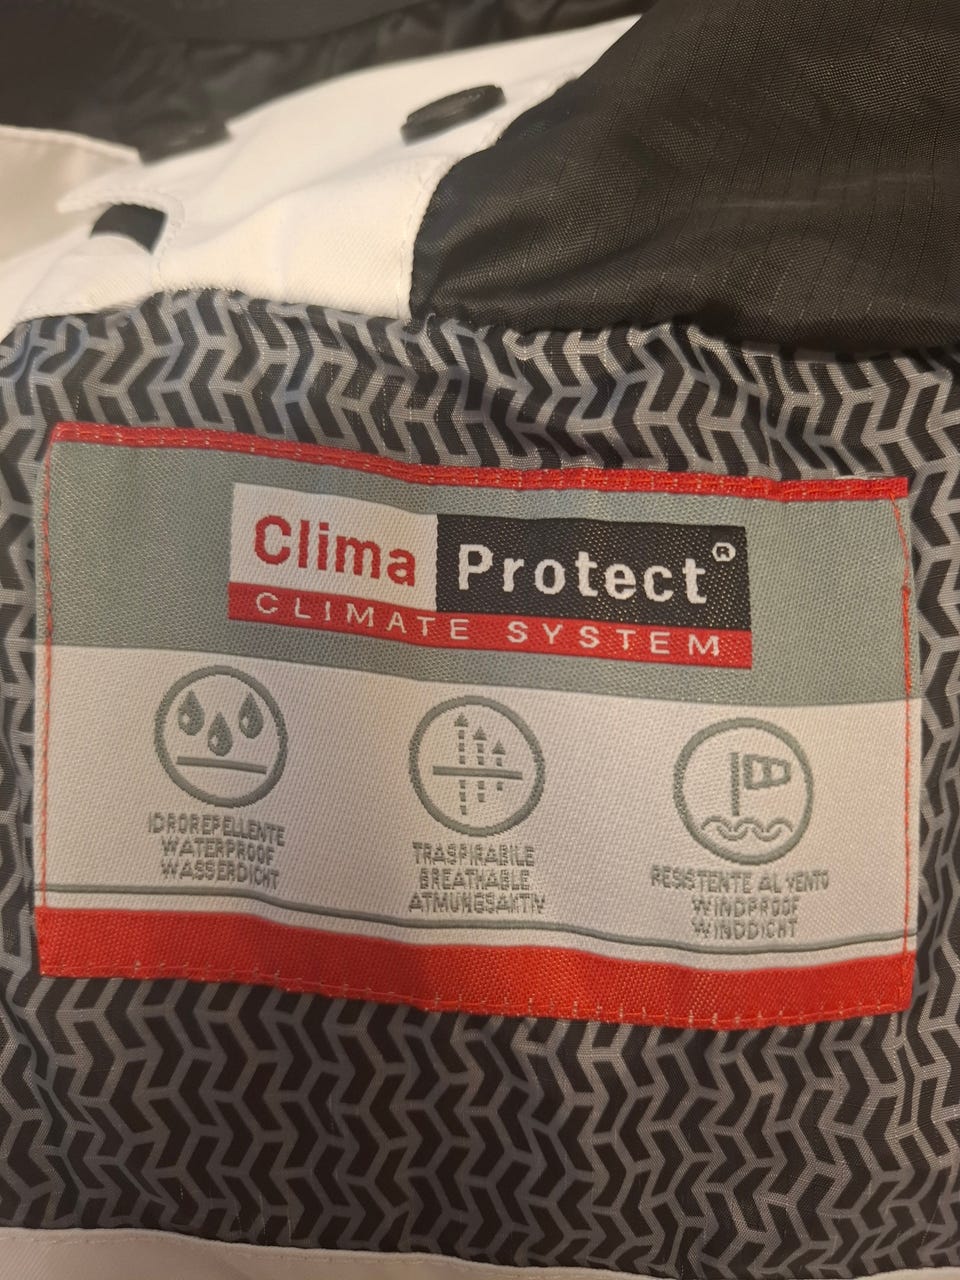 Clima Protect®
CLIMATE SYSTEM
IDROREPELLENTE
WATERPROOF
WASSERDICHT
TRASPIRABILE
BREATHABLE
ATMUNGSAKTIV
RESISTENTE AL VENTO
WINDPROOF
WINDDICHT